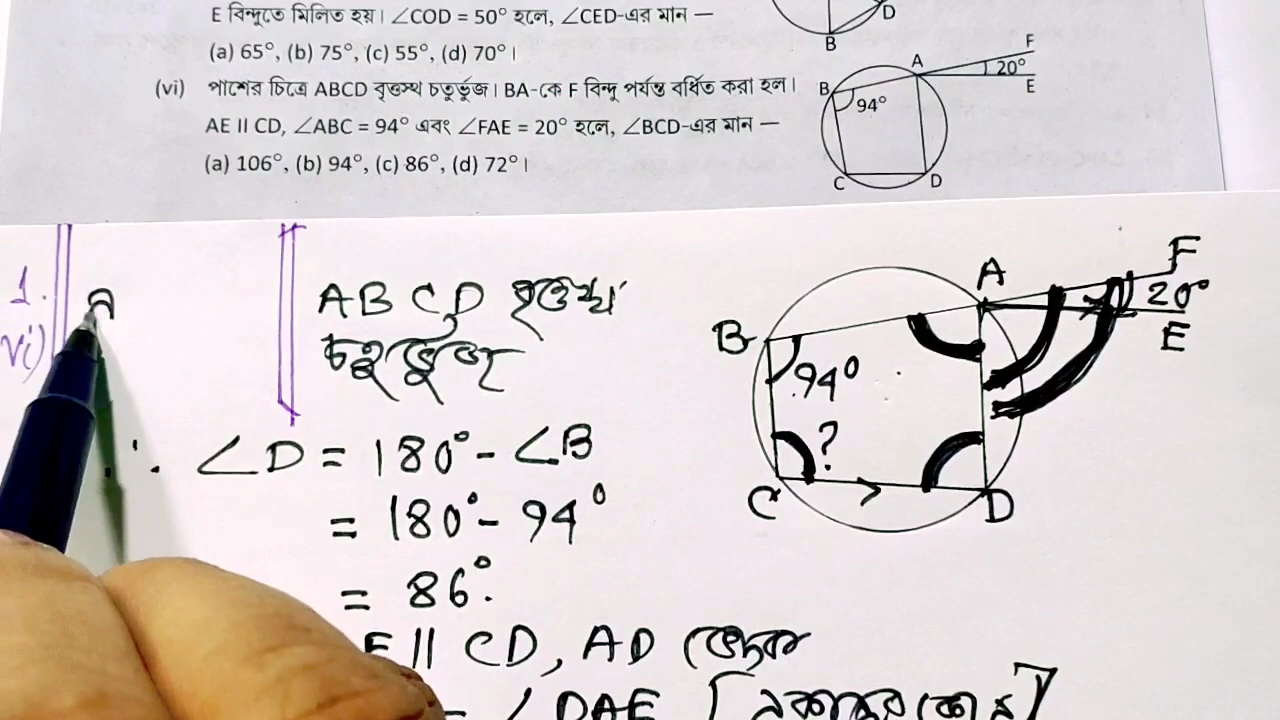 E বিন্দুতে মিলিত হয়। ∠COD = 50° হলে, ∠CED-এর মান —
(a) 65°, (b) 75°, (c) 55°, (d) 70°।
B
D
(vi) পাশের চিত্রে ABCD বৃত্তস্থ চতুর্ভুজ। BA-কে F বিন্দু পর্যন্ত বর্ধিত করা হল।
AE II CD, ∠ABC = 94° এবং ∠FAE = 20° হলে, ∠BCD-এর মান —
(a) 106°, (b) 94°, (c) 86°, (d) 72°।
A
F
20°
E
B
94°
C
D
1.
vi)
ABCD বৃত্তস্থ
চতুর্ভুজ
∴ ∠D = 180° - ∠B
= 180° - 94°
= 86°.
E || CD, AD ছেদক
= ∠DAE [একান্তর কোণ]
A
F
20°
E
B
94°
?
C
D